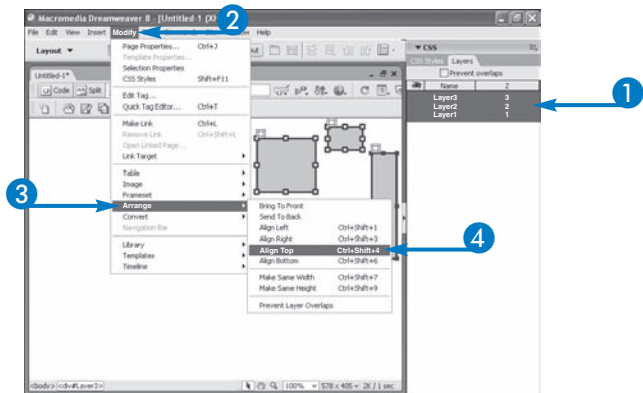 Macromedia Dreamweaver 8 - [Untitled-1 (XH
2
File Edit View Insert Modify Help
Layout
Page Properties... Ctrl+J
Template Properties...
Selection Properties
CSS Styles Shift+F11
Edit Tag...
Quick Tag Editor... Ctrl+T
Make Link Ctrl+L
Remove Link Ctrl+Shift+L
Open Linked Page...
Link Target
Table
Image
Frameset
Arrange
Convert
Navigation Bar
Library
Templates
Timeline
Untitled-1*
Code Split
3
Bring To Front
Send To Back
Align Left Ctrl+Shift+1
Align Right Ctrl+Shift+3
Align Top Ctrl+Shift+4
Align Bottom Ctrl+Shift+6
Make Same Width Ctrl+Shift+7
Make Same Height Ctrl+Shift+9
Prevent Layer Overlaps
4
CSS
CSS Styles Layers
Prevent overlaps
Name Z
Layer3 3
Layer2 2
Layer1 1
1
<body> <div#Layer3> 100% 578 x 405 2K / 1 sec